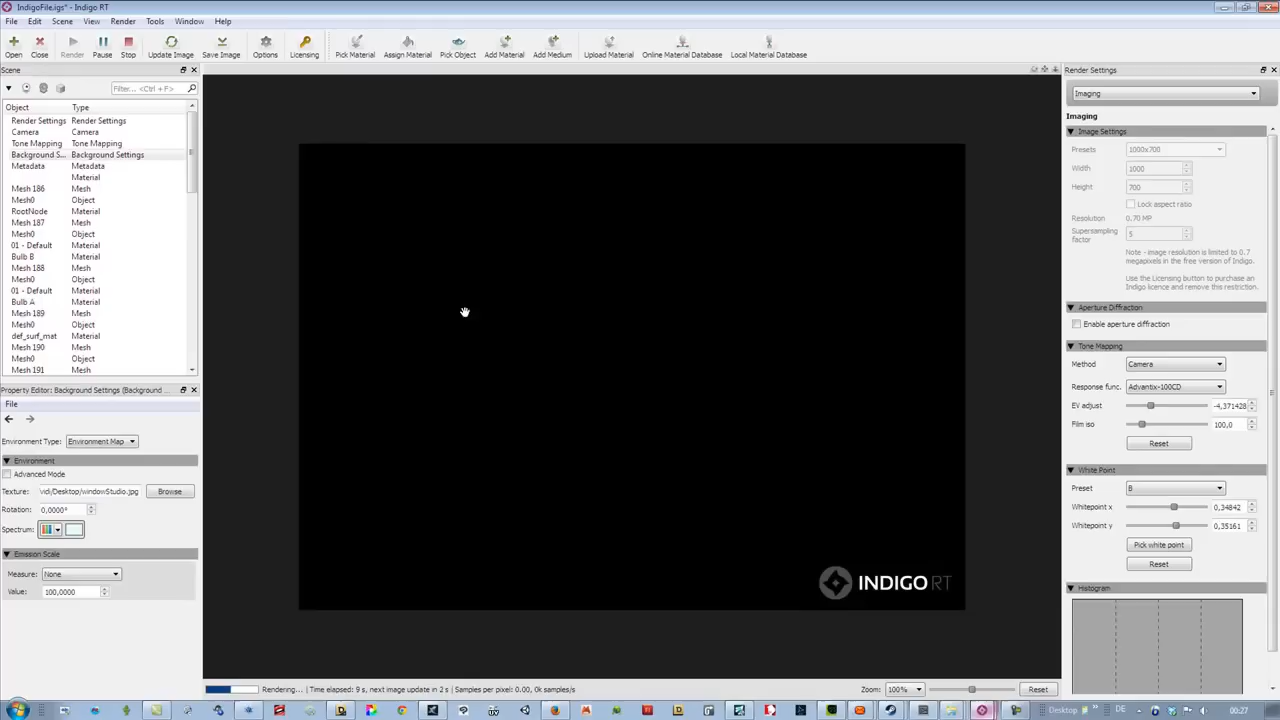 IndigoFile.igs* - Indigo RT
File Edit Scene View Render Tools Window Help
Open Close Render Pause Stop Update Image Save Image Options Licensing Pick Material Assign Material Pick Object Add Material Add Medium Upload Material Online Material Database Local Material Database
Scene
Filter... <Ctrl + F>
Object Type
Render Settings Render Settings
Camera Camera
Tone Mapping Tone Mapping
Background S... Background Settings
Metadata Metadata
Material
Mesh 186 Mesh
Mesh0 Object
RootNode Material
Mesh 187 Mesh
Mesh0 Object
01 - Default Material
Bulb B Material
Mesh 188 Mesh
Mesh0 Object
01 - Default Material
Bulb A Material
Mesh 189 Mesh
Mesh0 Object
def_surf_mat Material
Mesh 190 Mesh
Mesh0 Object
Mesh 191 Mesh
Property Editor: Background Settings (Background ...
File
Environment Type: Environment Map
Environment
Advanced Mode
Texture: vidi/Desktop/windowStudio.jpg Browse
Rotation: 0,0000°
Spectrum:
Emission Scale
Measure: None
Value: 100,0000
INDIGO RT
Rendering... | Time elapsed: 9 s, next image update in 2 s | Samples per pixel: 0.00, 0k samples/s
Zoom: 100% Reset
Render Settings
Imaging
Imaging
Image Settings
Presets 1000x700
Width 1000
Height 700
Lock aspect ratio
Resolution 0.70 MP
Supersampling factor 5
Note - image resolution is limited to 0.7
megapixels in the free version of Indigo.
Use the Licensing button to purchase an
Indigo licence and remove this restriction.
Aperture Diffraction
Enable aperture diffraction
Tone Mapping
Method Camera
Response func. Advantix-100CD
EV adjust -4,371428
Film iso 100,0
Reset
White Point
Preset B
Whitepoint x 0,34842
Whitepoint y 0,35161
Pick white point
Reset
Histogram
Desktop » DE 00:27